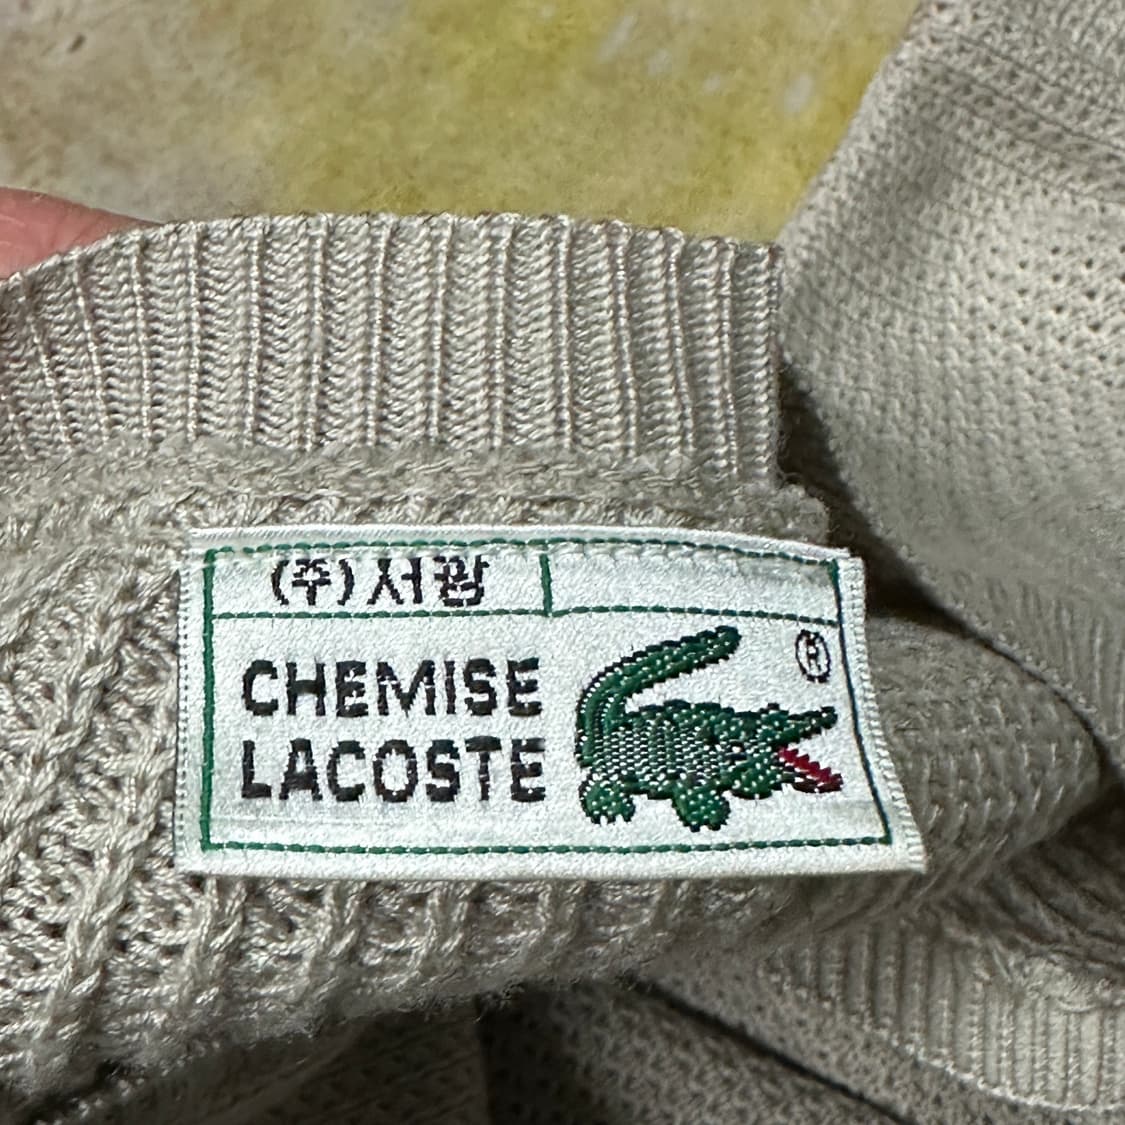 (주)서광
CHEMISE
LACOSTE
®